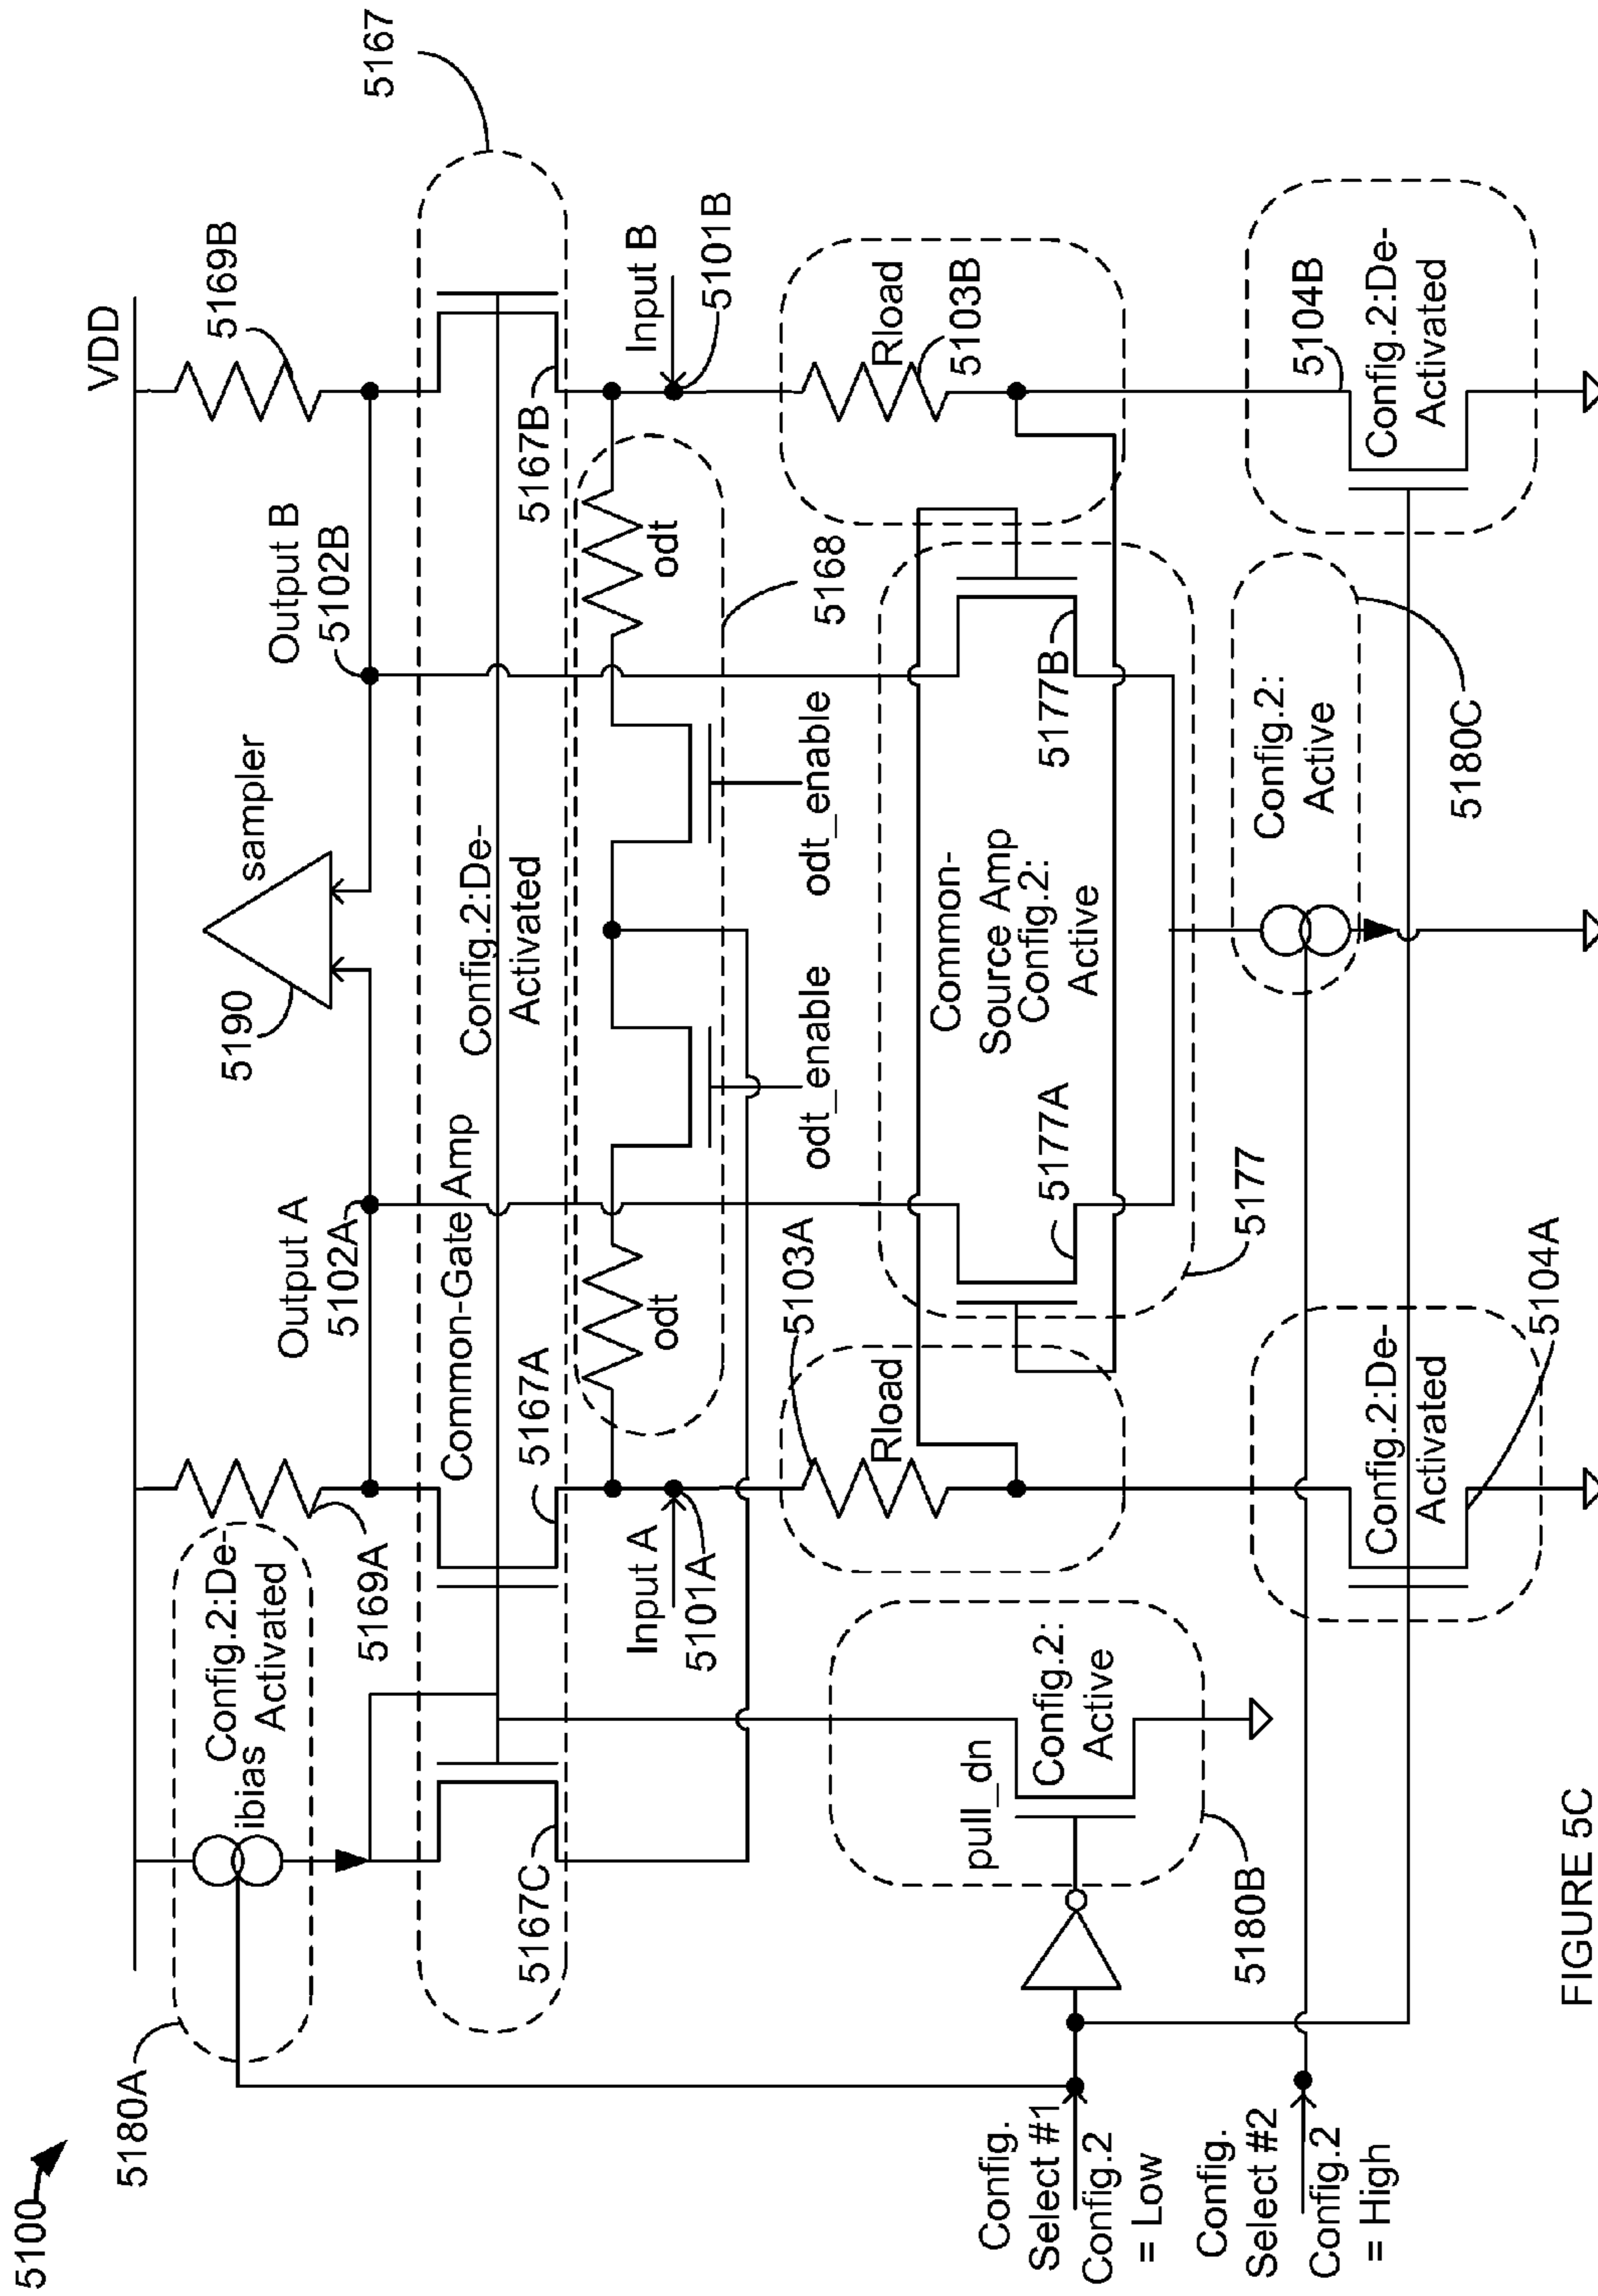 5100
5180A
VDD
Config.2:De-
ibias
Activated
5169A
Output A
5102A
5190
sampler
Output B
5102B
5169B
5167
Common-Gate Amp
Config.2:De-
Activated
5167C
5167A
5167B
Input A
5101A
odt
odt_enable
odt_enable
odt
5168
Input B
5101B
5103A
Rload
Rload
5103B
Common-
Source Amp
Config.2:
Active
5177A
5177B
5177
pull_dn
Config.2:
Active
5180B
Config.
Select #1
Config.2
= Low
Config.
Select #2
Config.2
= High
Config.2:
Active
5180C
Config.2:De-
Activated
5104A
5104B
Config.2:De-
Activated
FIGURE 5C